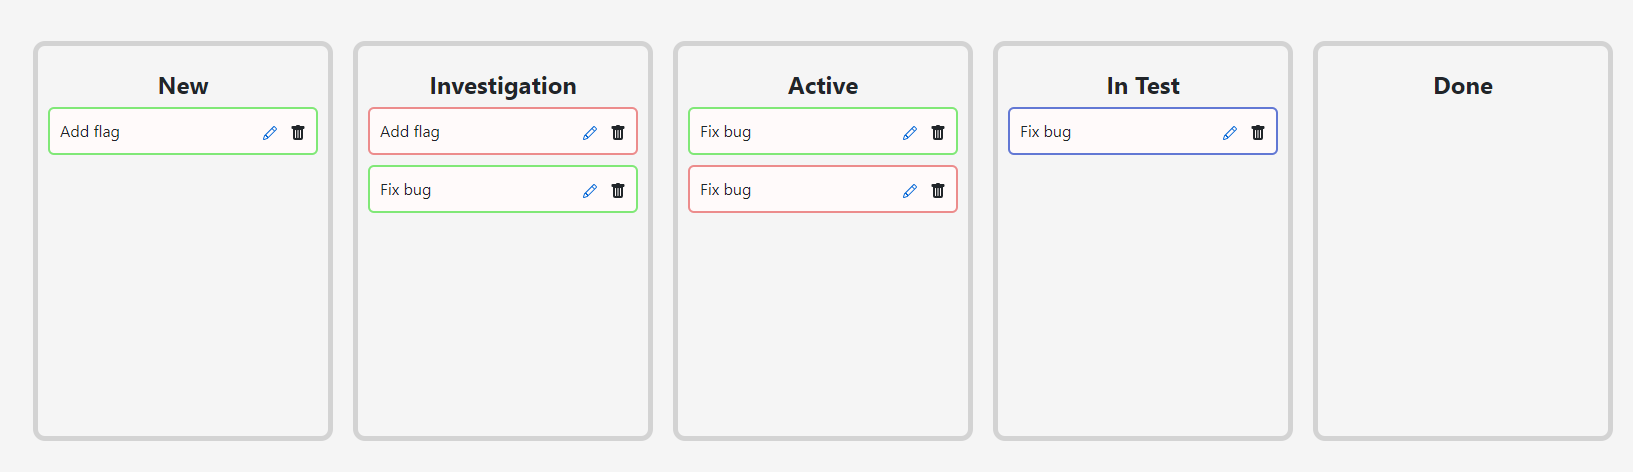 New
Add flag
Investigation
Add flag
Fix bug
Active
Fix bug
Fix bug
In Test
Fix bug
Done